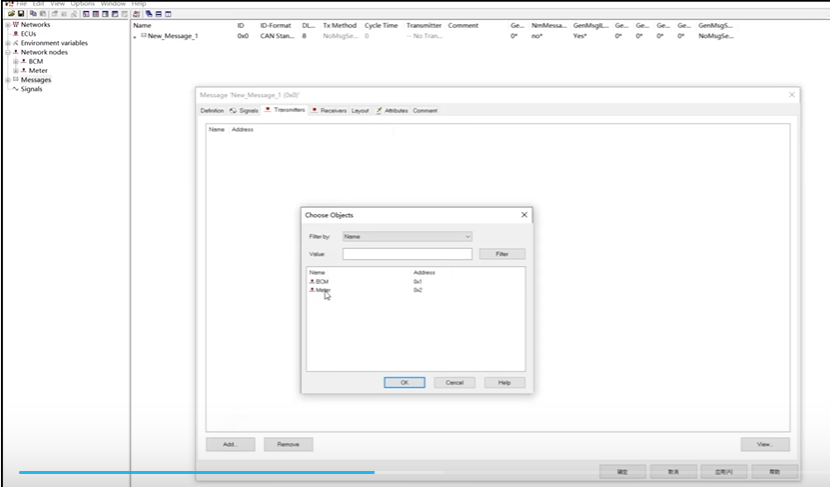 File Edit View Options Window Help
Networks
ECUs
Environment variables
Network nodes
BCM
Meter
Messages
Signals
Name ID ID-Format DL... Tx Method Cycle Time Transmitter Comment Ge... NmMessa... GenMsgIL... Ge... Ge... Ge... Ge... GenMsgS...
New_Message_1 0x0 CAN Stan... 8 NoMsgSe... 0 -- No Tran... 0* no* Yes* 0* 0* 0* 0* NoMsgSe...
Message 'New_Message_1 (0x0)'
Definition Signals Transmitters Receivers Layout Attributes Comment
Name Address
Choose Objects
Filter by: Name
Value: Filter
Name Address
BCM 0x1
Meter 0x2
OK Cancel Help
Add... Remove View...
确定 取消 应用(A) 帮助